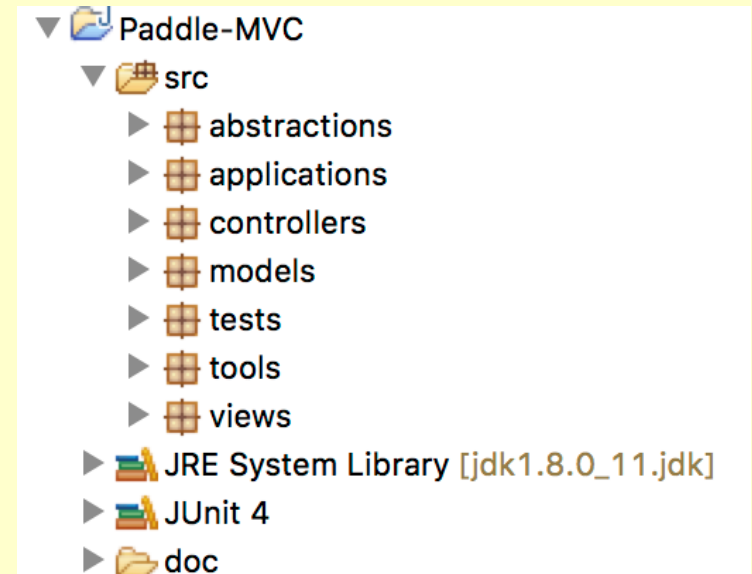 Paddle-MVC
src
abstractions
applications
controllers
models
tests
tools
views
JRE System Library [jdk1.8.0_11.jdk]
JUnit 4
doc